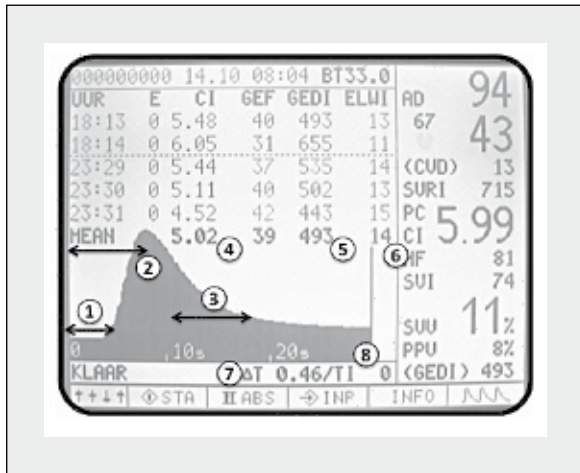 000000000 14.10 08:04 BT33.0
UUR E CI GEF GEDI ELWI
18:13 0 5.48 40 493 13
18:14 0 6.05 31 655 11
23:29 0 5.44 37 535 14
23:30 0 5.11 40 502 13
23:31 0 4.52 42 443 15
MEAN 5.02 39 493 14
④ ⑤ ⑥
②
③
①
⑧
0 10s 20s
KLAAR ⑦ ΔT 0.46/TI 0
STA ABS INP INFO
AD 94
67 43
(CVD) 13
SVRI 715
PC
CI 5.99
HF 81
SVI 74
SVV 11%
PPV 8%
(GEDI) 493